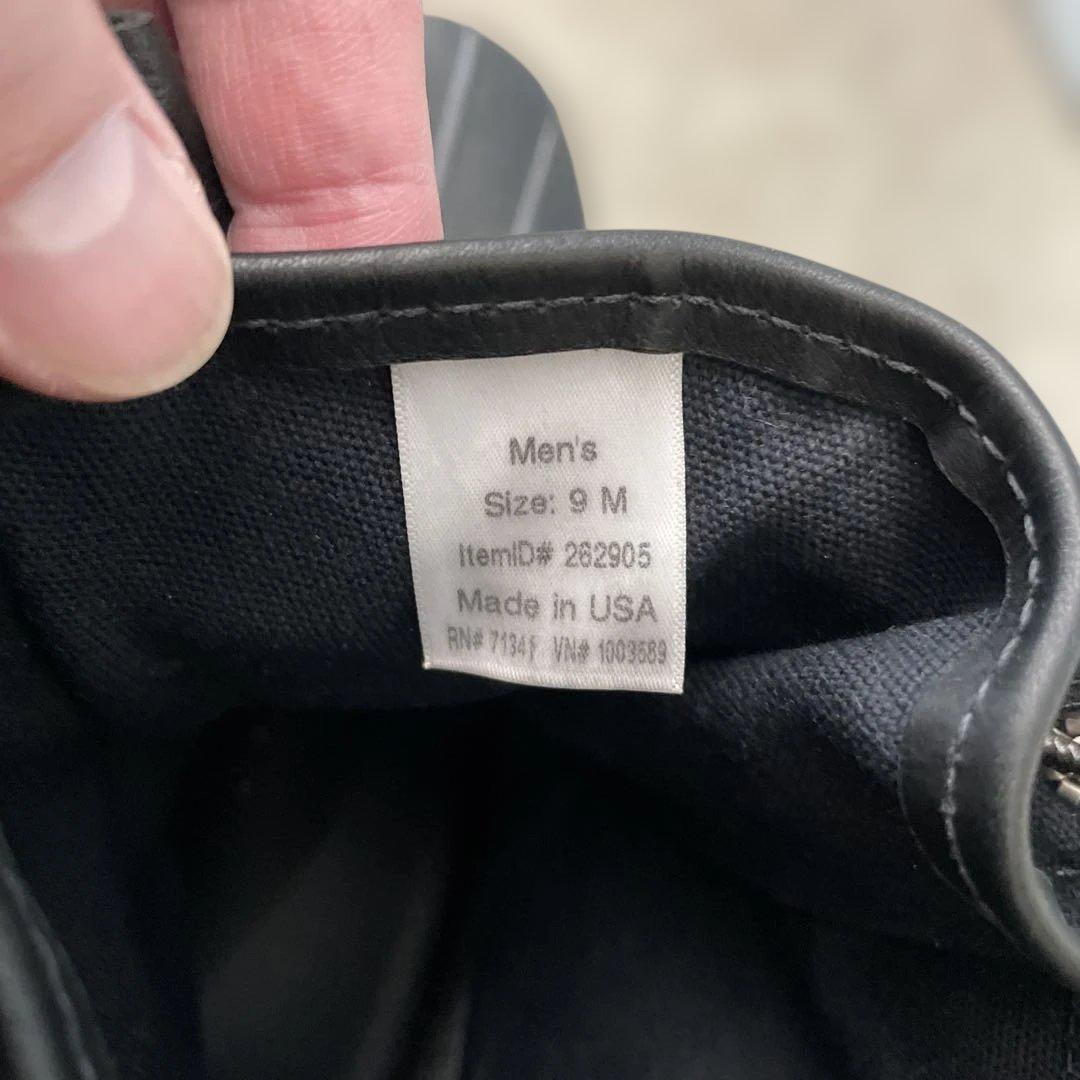 Men's
Size: 9 M
ItemID# 262905
Made in USA
RN# 71341 VN# 1003589